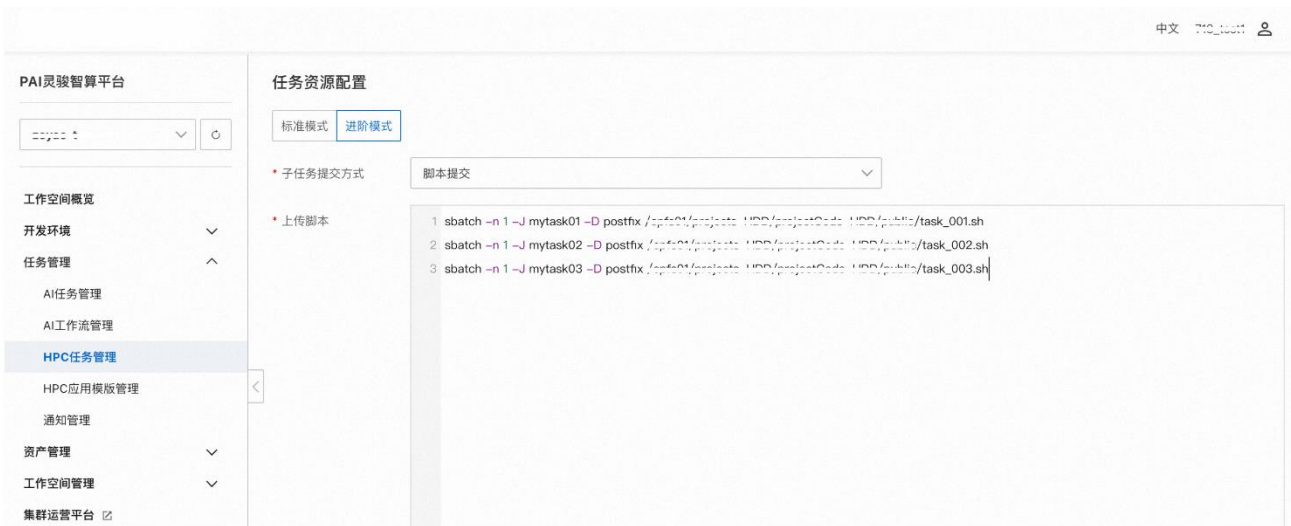 中文
PAI灵骏智算平台
任务资源配置
标准模式 进阶模式
* 子任务提交方式 脚本提交
* 上传脚本
1 sbatch –n 1 –J mytask01 –D postfix /task_001.sh
2 sbatch –n 1 –J mytask02 –D postfix /task_002.sh
3 sbatch –n 1 –J mytask03 –D postfix /task_003.sh
工作空间概览
开发环境
任务管理
AI任务管理
AI工作流管理
HPC任务管理
HPC应用模版管理
通知管理
资产管理
工作空间管理
集群运营平台